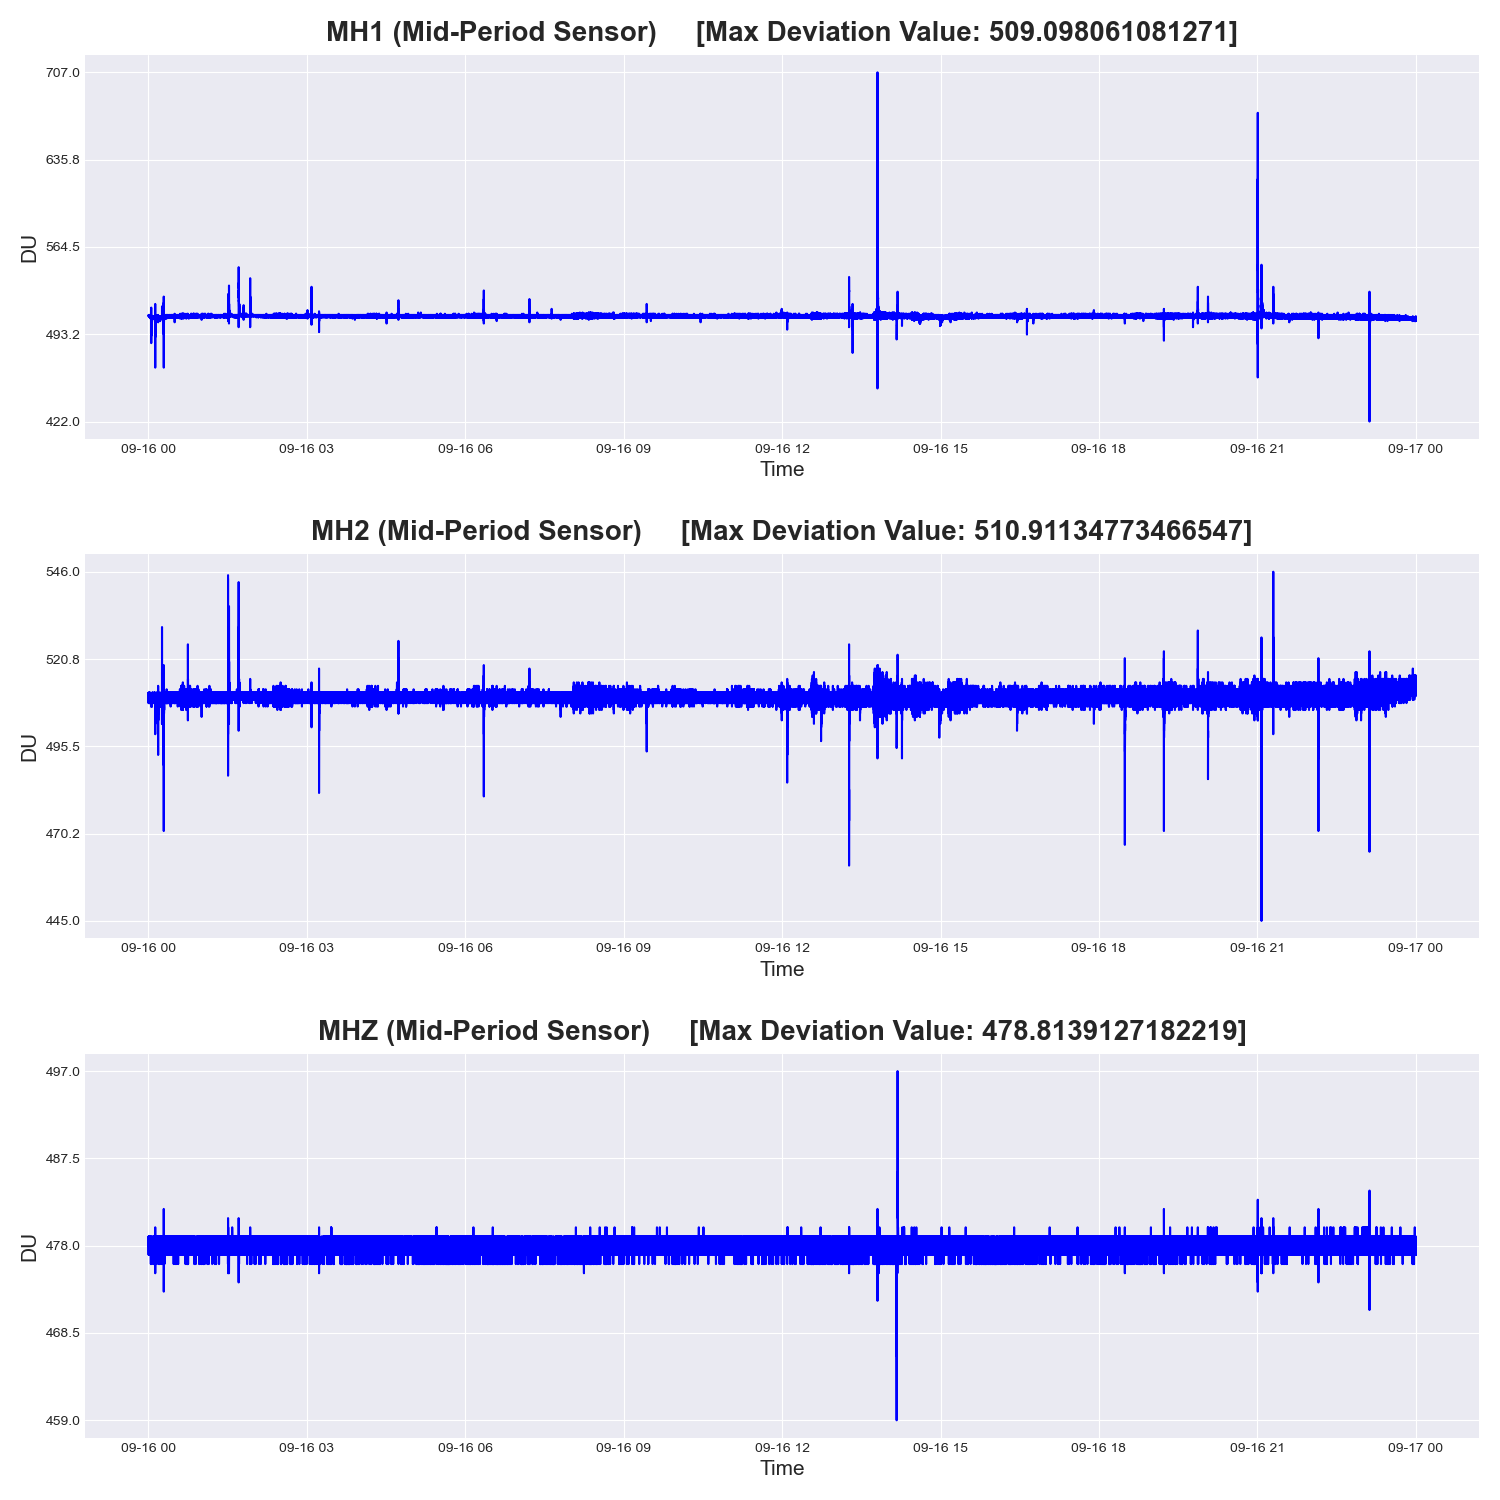 MH1 (Mid-Period Sensor) [Max Deviation Value: 509.098061081271]
707.0
635.8
564.5
493.2
422.0
DU
09-16 00 09-16 03 09-16 06 09-16 09 09-16 12 09-16 15 09-16 18 09-16 21 09-17 00
Time
MH2 (Mid-Period Sensor) [Max Deviation Value: 510.91134773466547]
546.0
520.8
495.5
470.2
445.0
DU
09-16 00 09-16 03 09-16 06 09-16 09 09-16 12 09-16 15 09-16 18 09-16 21 09-17 00
Time
MHZ (Mid-Period Sensor) [Max Deviation Value: 478.8139127182219]
497.0
487.5
478.0
468.5
459.0
DU
09-16 00 09-16 03 09-16 06 09-16 09 09-16 12 09-16 15 09-16 18 09-16 21 09-17 00
Time